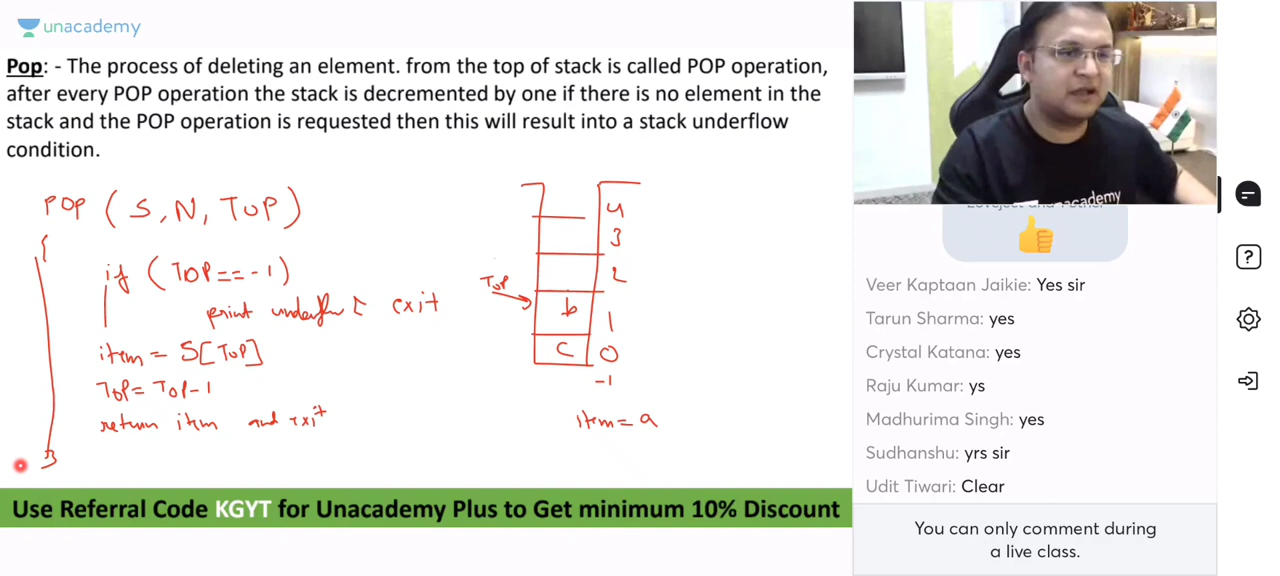 unacademy
Pop: - The process of deleting an element. from the top of stack is called POP operation,
after every POP operation the stack is decremented by one if there is no element in the
stack and the POP operation is requested then this will result into a stack underflow
condition.
POP ( S, N, TOP )
{
if ( TOP == -1 )
print underflow & exit
item = S[TOP]
TOP = TOP-1
return item and exit
}
4
3
2
TOP
b 1
C 0
-1
item = a
Use Referral Code KGYT for Unacademy Plus to Get minimum 10% Discount
unacademy
Veer Kaptaan Jaikie: Yes sir
Tarun Sharma: yes
Crystal Katana: yes
Raju Kumar: ys
Madhurima Singh: yes
Sudhanshu: yrs sir
Udit Tiwari: Clear
You can only comment during
a live class.